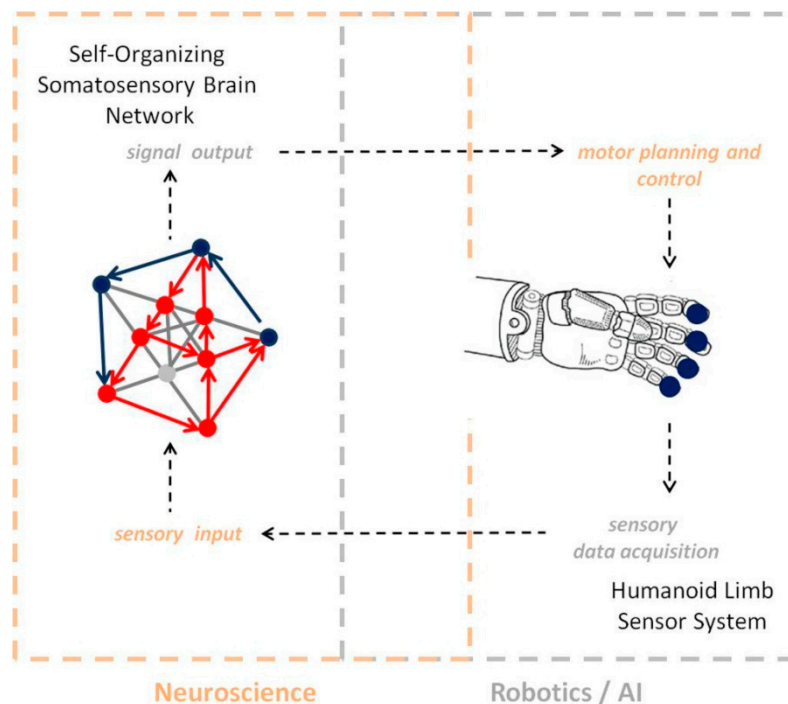 Self-Organizing
Somatosensory Brain
Network
signal output
motor planning and
control
sensory input
sensory
data acquisition
Humanoid Limb
Sensor System
Neuroscience
Robotics / AI